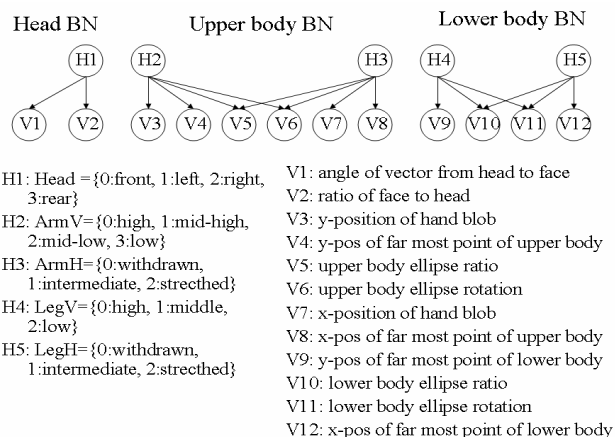 Head BN
Upper body BN
Lower body BN
H1
H2
H3
H4
H5
V1
V2
V3
V4
V5
V6
V7
V8
V9
V10
V11
V12
H1: Head ={0:front, 1:left, 2:right,
3:rear}
H2: ArmV={0:high, 1:mid-high,
2:mid-low, 3:low}
H3: ArmH={0:withdrawn,
1:intermediate, 2:strecthed}
H4: LegV={0:high, 1:middle,
2:low}
H5: LegH={0:withdrawn,
1:intermediate, 2:strecthed}
V1: angle of vector from head to face
V2: ratio of face to head
V3: y-position of hand blob
V4: y-pos of far most point of upper body
V5: upper body ellipse ratio
V6: upper body ellipse rotation
V7: x-position of hand blob
V8: x-pos of far most point of upper body
V9: y-pos of far most point of lower body
V10: lower body ellipse ratio
V11: lower body ellipse rotation
V12: x-pos of far most point of lower body